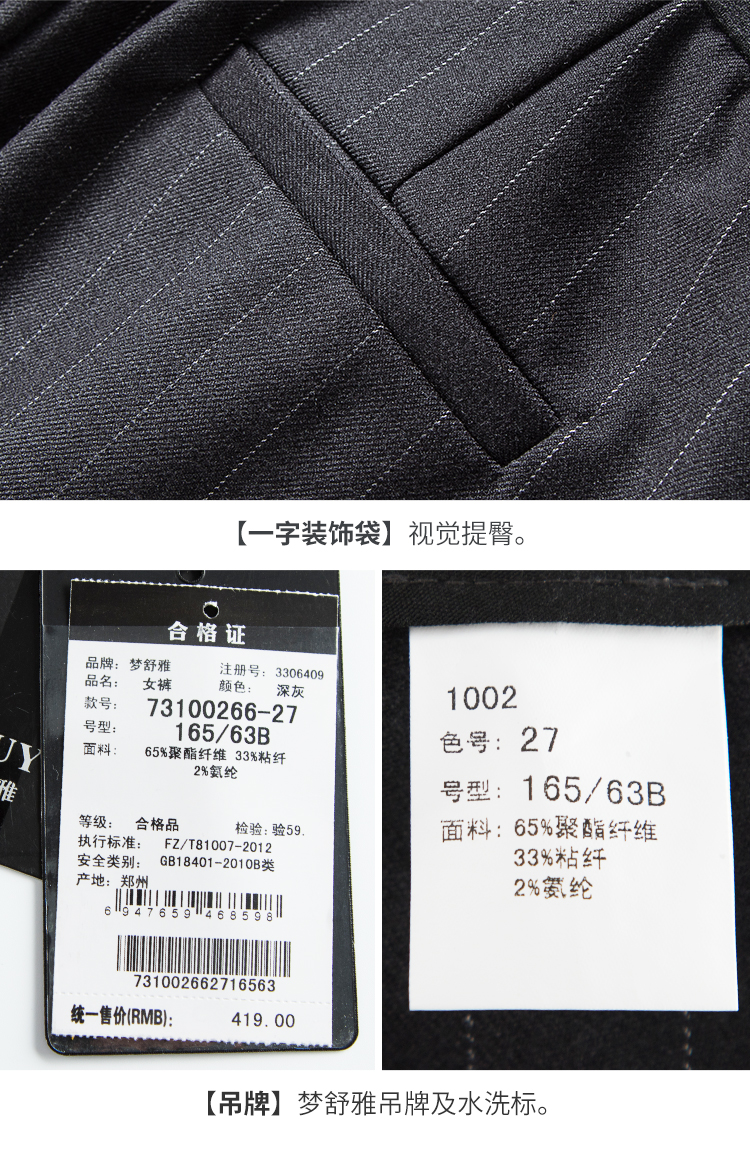 【一字装饰袋】视觉提臀。
合格证
品牌: 梦舒雅 注册号: 3306409
品名: 女裤 颜色: 深灰
款号: 73100266-27
号型: 165/63B
面料: 65%聚酯纤维 33%粘纤
2%氨纶
等级: 合格品 检验: 验59.
执行标准: FZ/T81007-2012
安全类别: GB18401-2010B类
产地: 郑州
6 947659 468598
731002662716563
统一售价(RMB): 419.00
UY
雅
1002
色号: 27
号型: 165/63B
面料: 65%聚酯纤维
33%粘纤
2%氨纶
【吊牌】梦舒雅吊牌及水洗标。